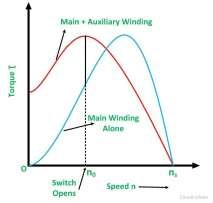 Main + Auxiliary Winding
Torque τ
Main Winding
Alone
O
n₀
nₛ
Switch
Opens
Speed n